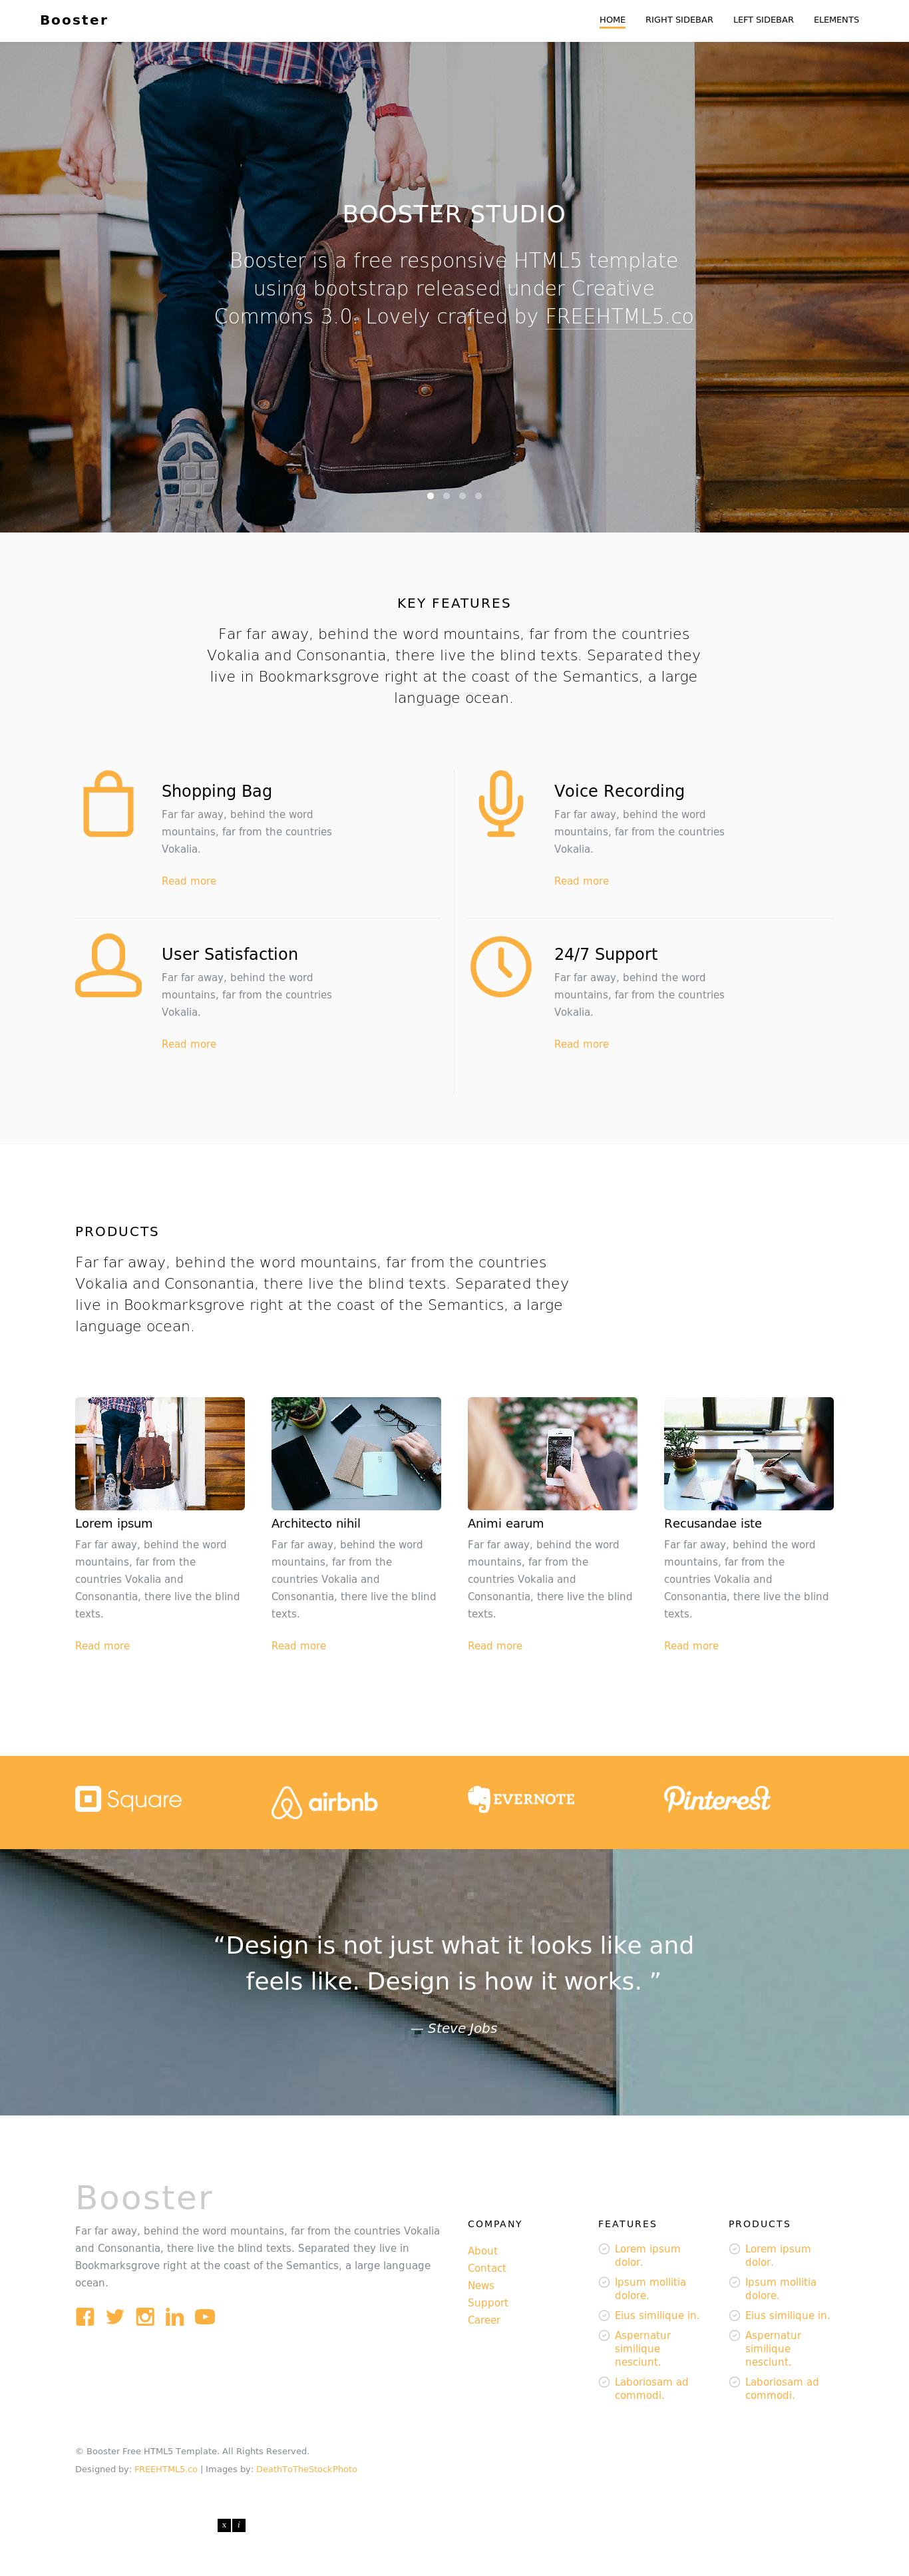 Booster
HOME RIGHT SIDEBAR LEFT SIDEBAR ELEMENTS
BOOSTER STUDIO
Booster is a free responsive HTML5 template
using bootstrap released under Creative
Commons 3.0. Lovely crafted by FREEHTML5.co
KEY FEATURES
Far far away, behind the word mountains, far from the countries
Vokalia and Consonantia, there live the blind texts. Separated they
live in Bookmarksgrove right at the coast of the Semantics, a large
language ocean.
Shopping Bag
Far far away, behind the word
mountains, far from the countries
Vokalia.
Read more
Voice Recording
Far far away, behind the word
mountains, far from the countries
Vokalia.
Read more
User Satisfaction
Far far away, behind the word
mountains, far from the countries
Vokalia.
Read more
24/7 Support
Far far away, behind the word
mountains, far from the countries
Vokalia.
Read more
PRODUCTS
Far far away, behind the word mountains, far from the countries
Vokalia and Consonantia, there live the blind texts. Separated they
live in Bookmarksgrove right at the coast of the Semantics, a large
language ocean.
Lorem ipsum
Far far away, behind the word
mountains, far from the
countries Vokalia and
Consonantia, there live the blind
texts.
Read more
Architecto nihil
Far far away, behind the word
mountains, far from the
countries Vokalia and
Consonantia, there live the blind
texts.
Read more
Animi earum
Far far away, behind the word
mountains, far from the
countries Vokalia and
Consonantia, there live the blind
texts.
Read more
Recusandae iste
Far far away, behind the word
mountains, far from the
countries Vokalia and
Consonantia, there live the blind
texts.
Read more
Square
airbnb
EVERNOTE
Pinterest
“Design is not just what it looks like and
feels like. Design is how it works. ”
— Steve Jobs
Booster
Far far away, behind the word mountains, far from the countries Vokalia
and Consonantia, there live the blind texts. Separated they live in
Bookmarksgrove right at the coast of the Semantics, a large language
ocean.
COMPANY
About
Contact
News
Support
Career
FEATURES
Lorem ipsum
dolor.
Ipsum mollitia
dolore.
Eius similique in.
Aspernatur
similique
nesciunt.
Laboriosam ad
commodi.
PRODUCTS
Lorem ipsum
dolor.
Ipsum mollitia
dolore.
Eius similique in.
Aspernatur
similique
nesciunt.
Laboriosam ad
commodi.
© Booster Free HTML5 Template. All Rights Reserved.
Designed by: FREEHTML5.co | Images by: DeathToTheStockPhoto
x i